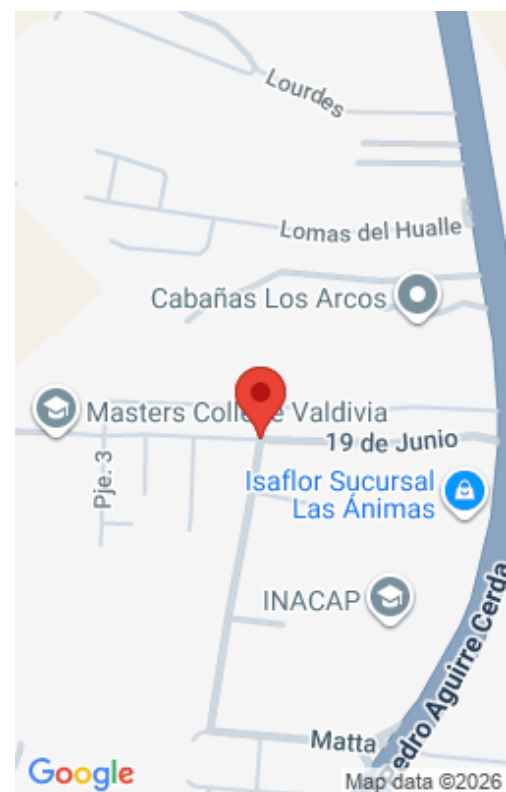 Lourdes
Lomas del Hualle
Cabañas Los Arcos
Masters College Valdivia
19 de Junio
Pje. 3
Isaflor Sucursal
Las Ánimas
INACAP
Pedro Aguirre Cerda
Matta
Google
Map data ©2026